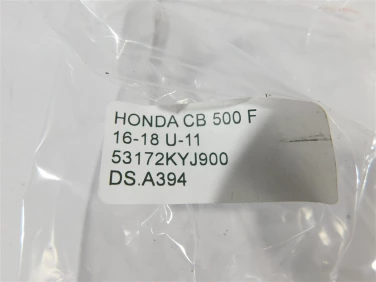 HONDA CB 500 F
16-18 U-11
53172KYJ900
DS.A394